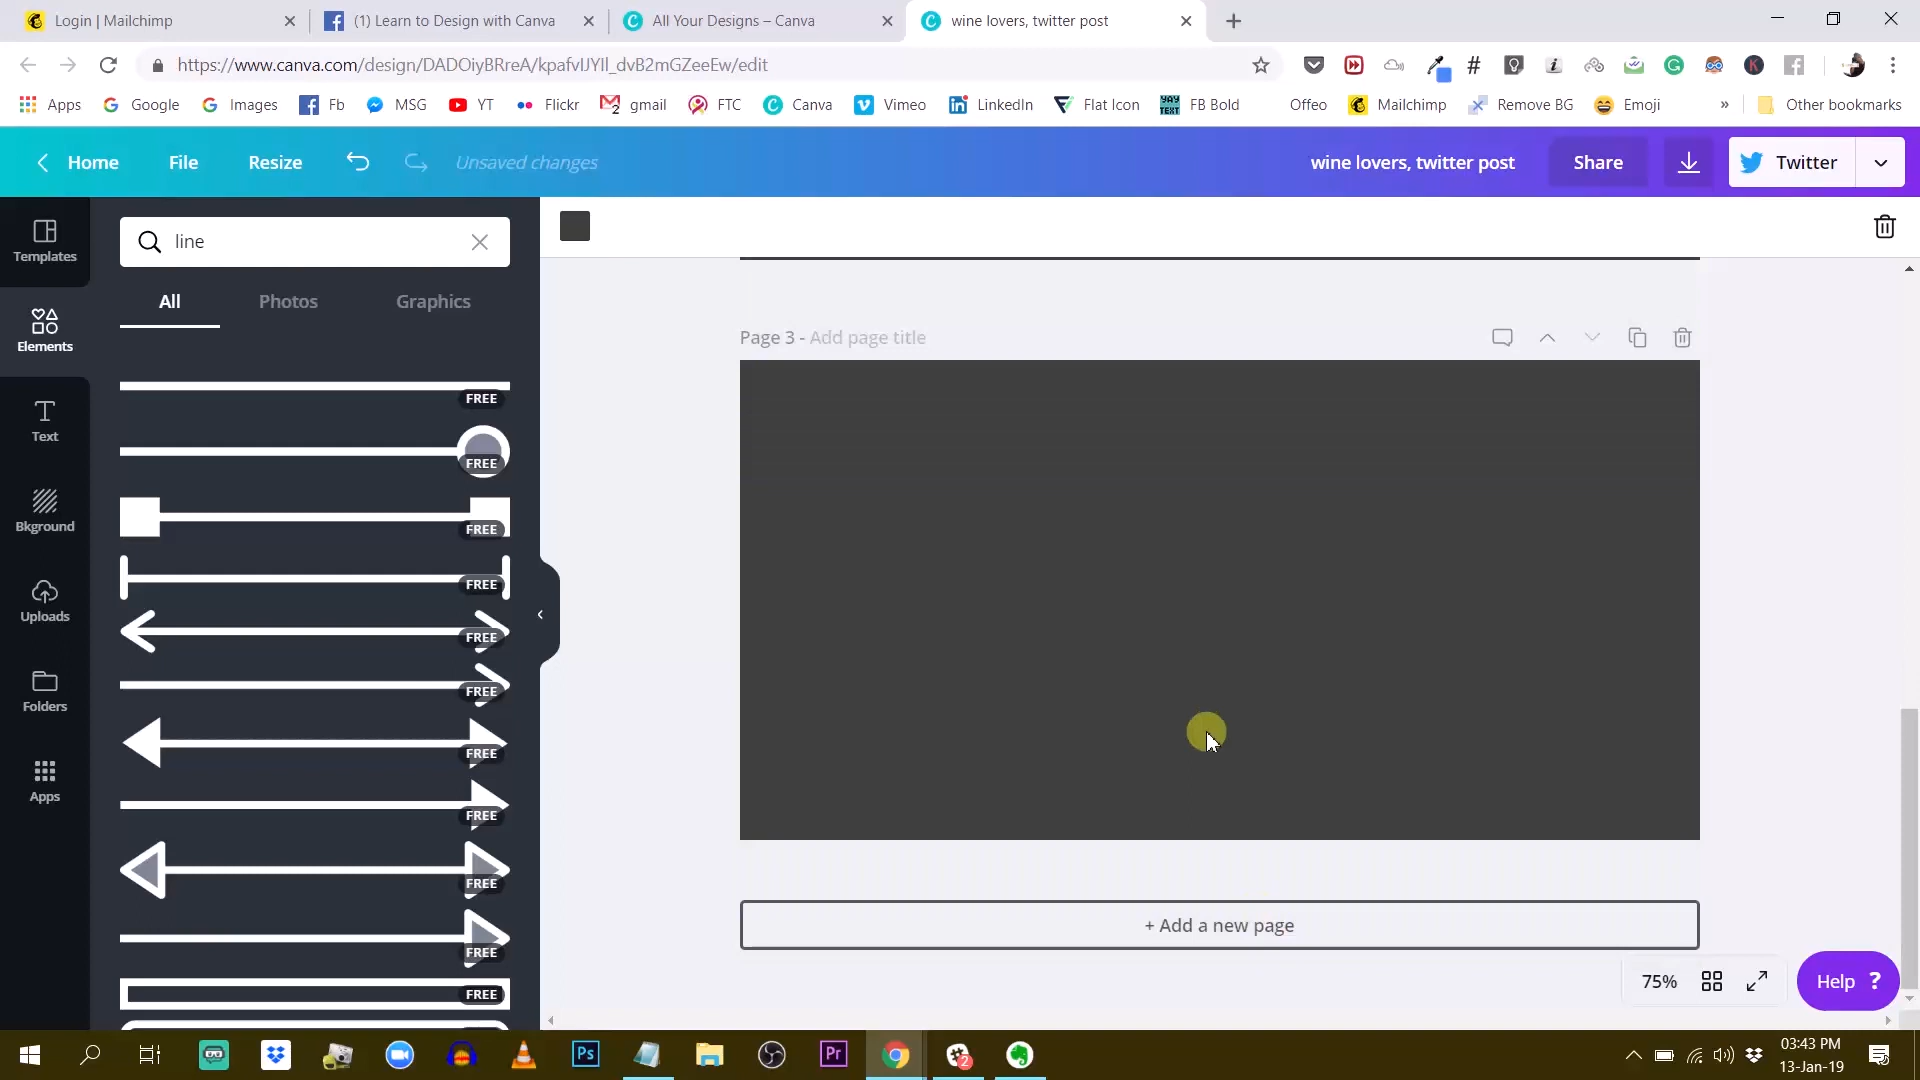 Login | Mailchimp
(1) Learn to Design with Canva
All Your Designs – Canva
wine lovers, twitter post
https://www.canva.com/design/DADOiyBRreA/kpafvIJYIl_dvB2mGZeeEw/edit
Apps
Google
Images
Fb
MSG
YT
Flickr
gmail
FTC
Canva
Vimeo
LinkedIn
Flat Icon
FB Bold
Offeo
Mailchimp
Remove BG
Emoji
»
Other bookmarks
Home
File
Resize
Unsaved changes
wine lovers, twitter post
Share
Twitter
Templates
Elements
Text
Bkground
Uploads
Folders
Apps
line
All
Photos
Graphics
FREE
FREE
FREE
FREE
FREE
FREE
FREE
FREE
FREE
FREE
FREE
Page 3 - Add page title
+ Add a new page
75%
Help ?
03:43 PM
13-Jan-19